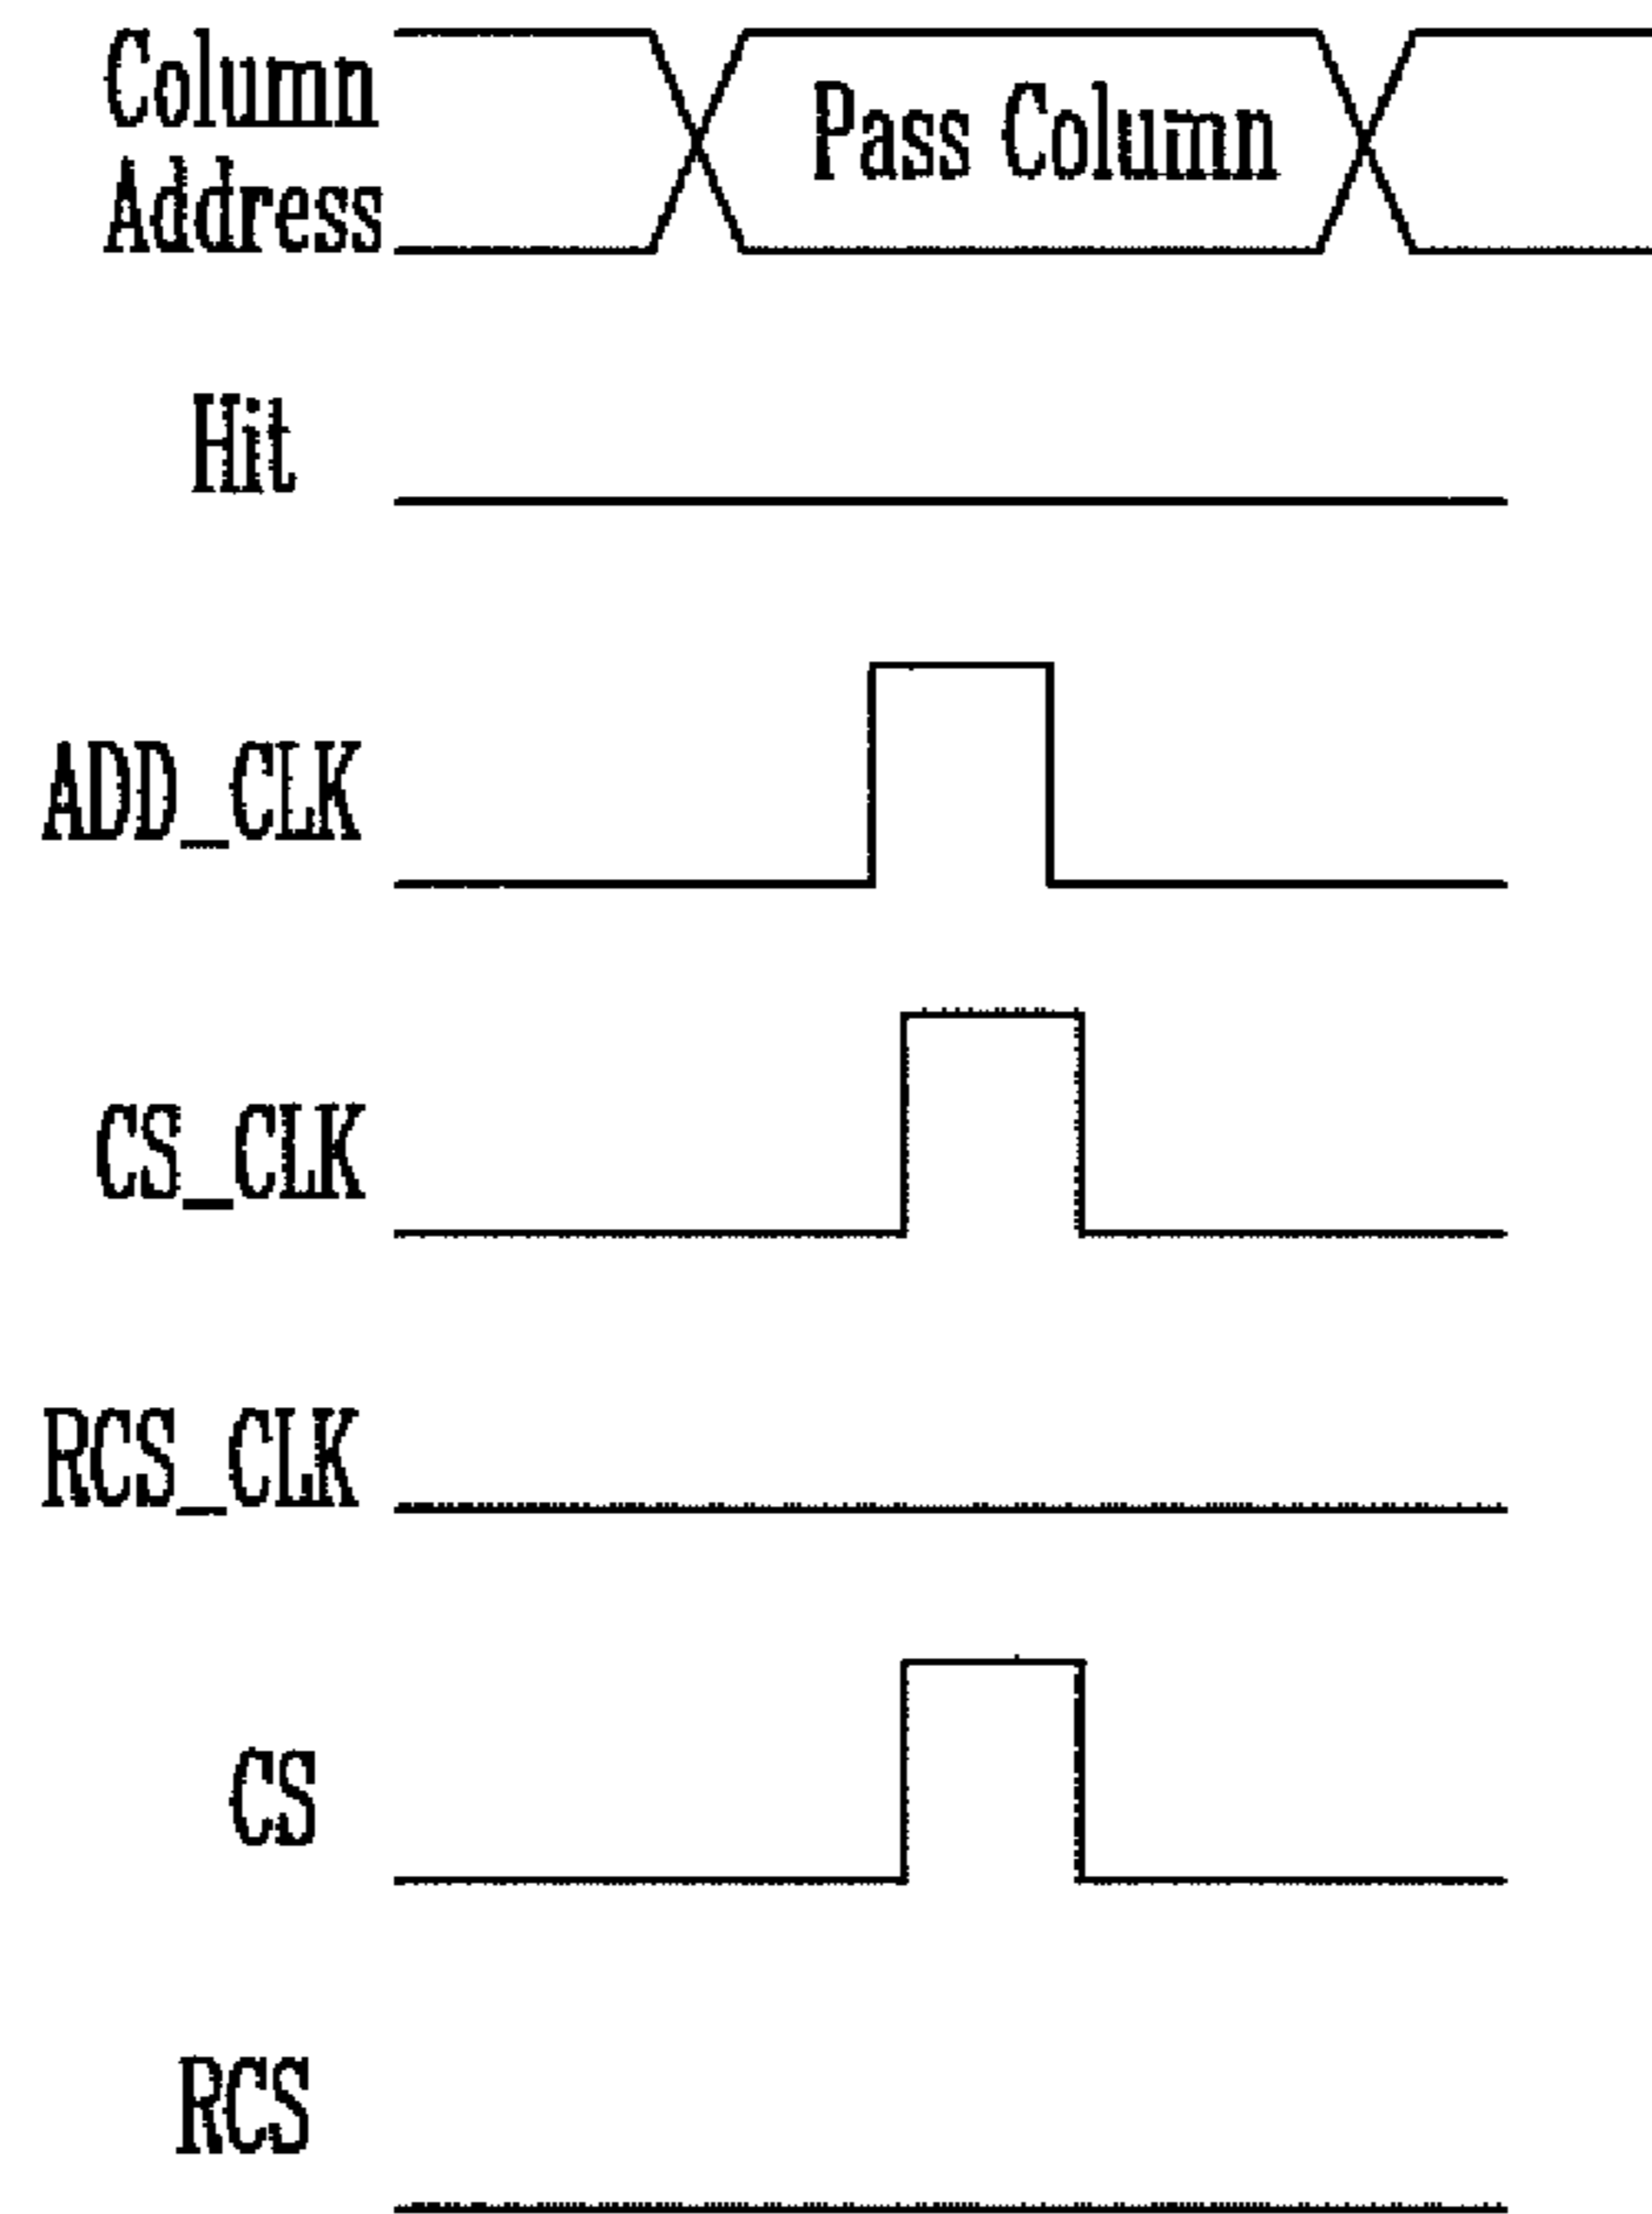 Column
Address
Pass Column
Hit
ADD_CLK
CS_CLK
RCS_CLK
CS
RCS